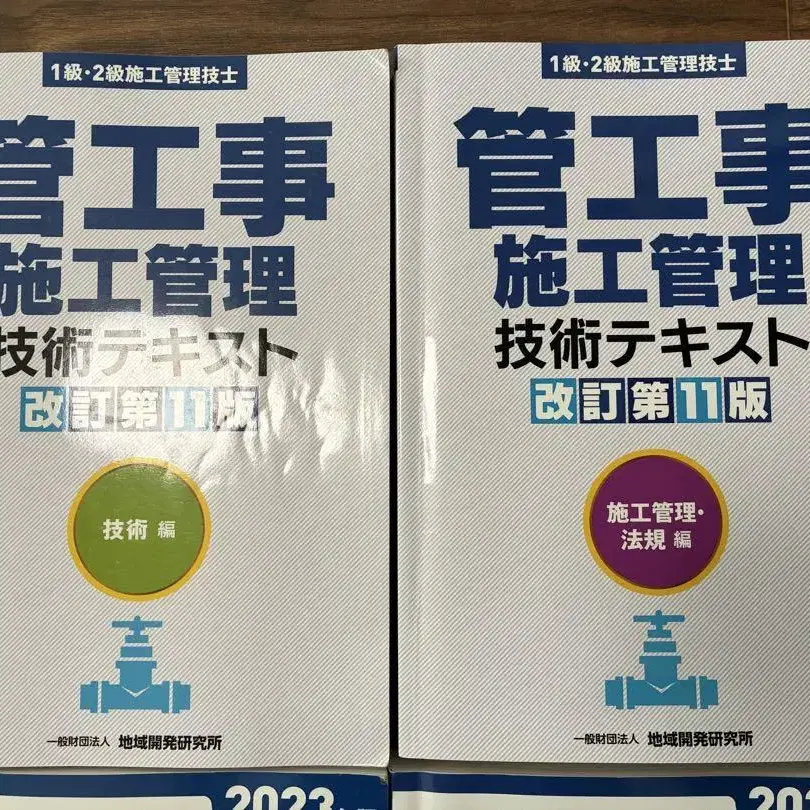 1級・2級施工管理技士
管工事
施工管理
技術テキスト
改訂第11版
技術 編
一般財団法人 地域開発研究所
1級・2級施工管理技士
管工事
施工管理
技術テキスト
改訂第11版
施工管理・
法規 編
一般財団法人 地域開発研究所
2023